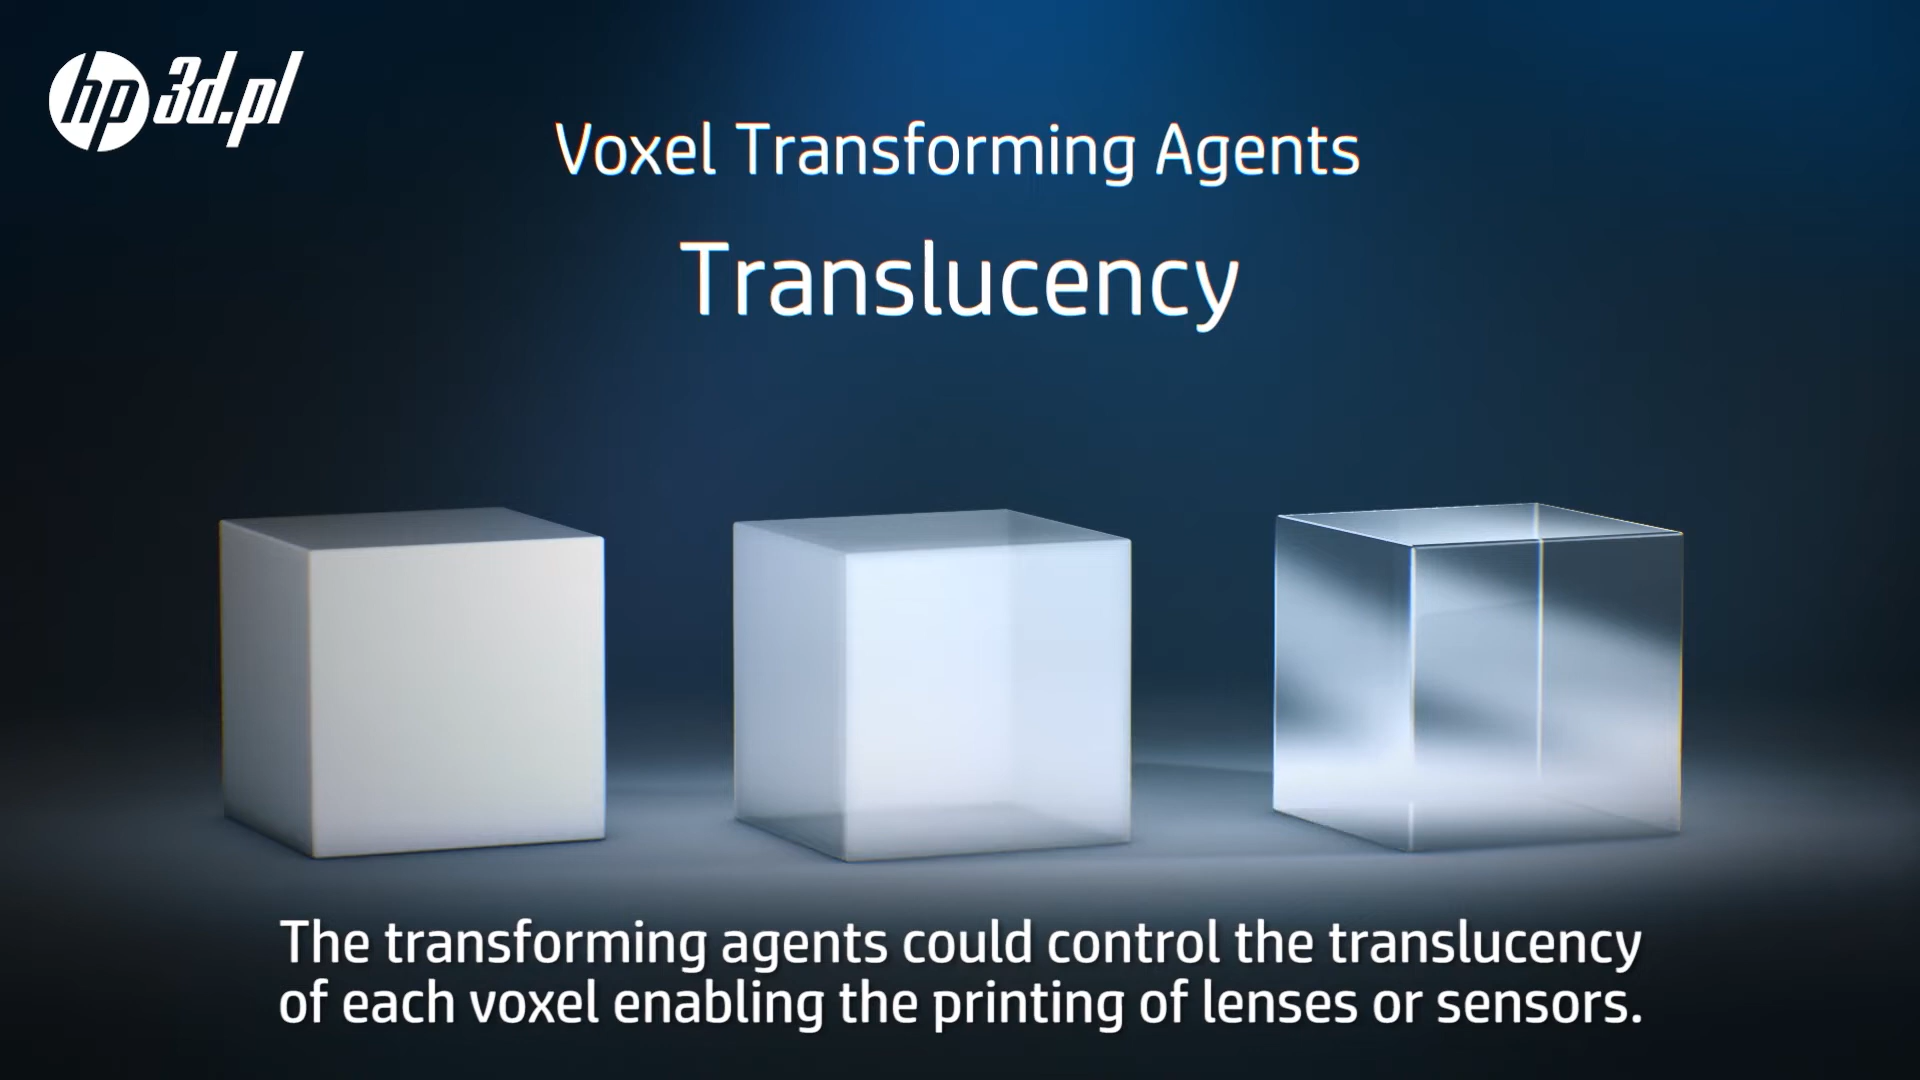 hp 3d.pl
Voxel Transforming Agents
Translucency
The transforming agents could control the translucency
of each voxel enabling the printing of lenses or sensors.